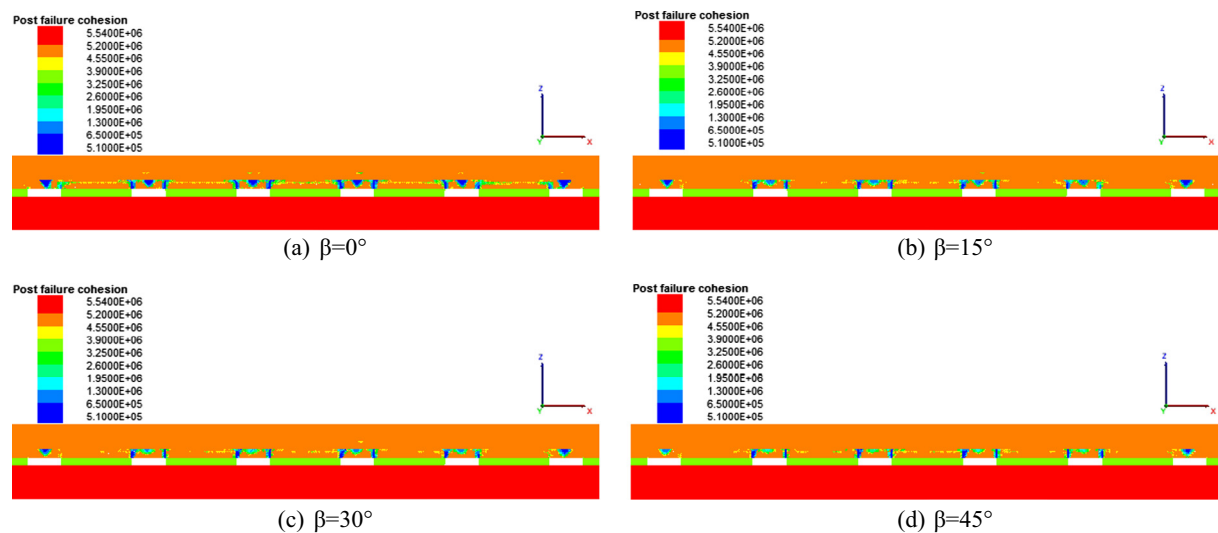 Post failure cohesion
5.5400E+06
5.2000E+06
4.5500E+06
3.9000E+06
3.2500E+06
2.6000E+06
1.9500E+06
1.3000E+06
6.5000E+05
5.1000E+05
Z
Y
X
(a) β=0°
Post failure cohesion
5.5400E+06
5.2000E+06
4.5500E+06
3.9000E+06
3.2500E+06
2.6000E+06
1.9500E+06
1.3000E+06
6.5000E+05
5.1000E+05
Z
Y
X
(b) β=15°
Post failure cohesion
5.5400E+06
5.2000E+06
4.5500E+06
3.9000E+06
3.2500E+06
2.6000E+06
1.9500E+06
1.3000E+06
6.5000E+05
5.1000E+05
Z
Y
X
(c) β=30°
Post failure cohesion
5.5400E+06
5.2000E+06
4.5500E+06
3.9000E+06
3.2500E+06
2.6000E+06
1.9500E+06
1.3000E+06
6.5000E+05
5.1000E+05
Z
Y
X
(d) β=45°